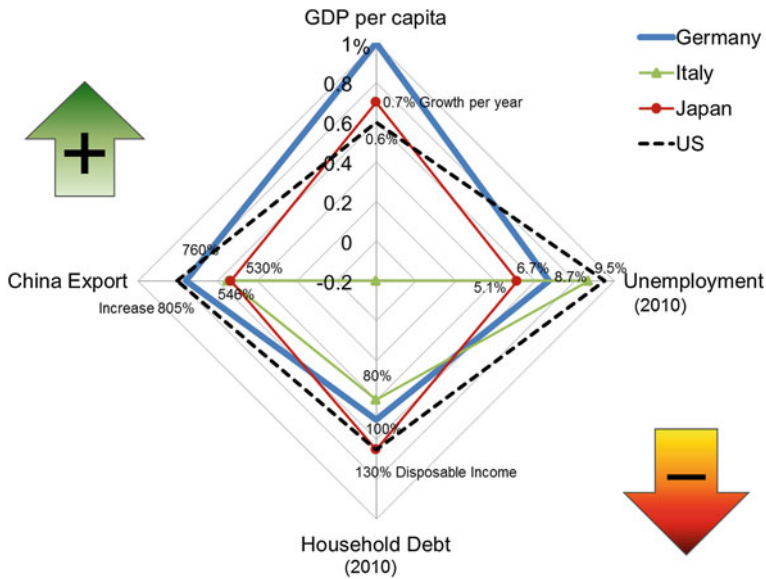 GDP per capita
1%
0.8
0.6
0.4
0.2
0
-0.2
Germany
Italy
Japan
US
+
0.7% Growth per year
0.6%
760%
530%
China Export
546%
Increase 805%
6.7%
9.5%
8.7%
5.1%
Unemployment
(2010)
80%
100%
130% Disposable Income
Household Debt
(2010)
−